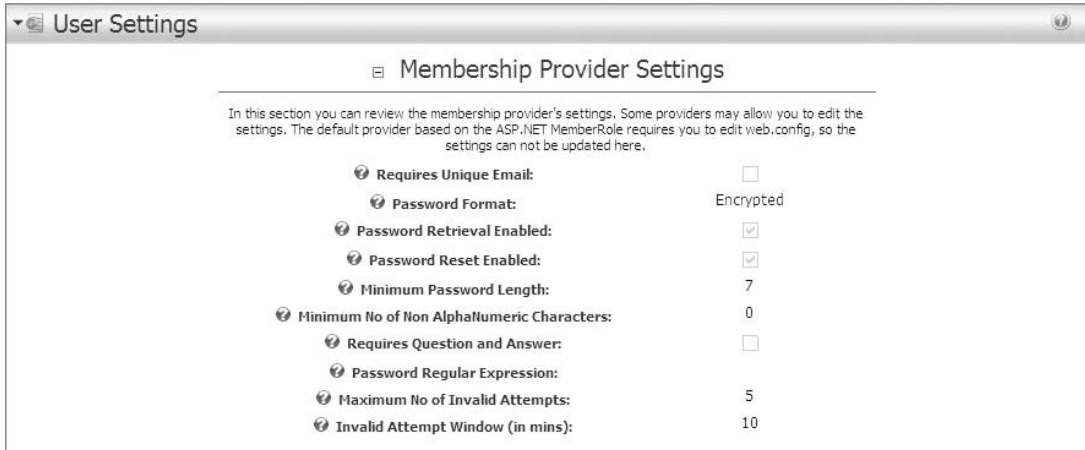 User Settings
Membership Provider Settings
In this section you can review the membership provider's settings. Some providers may allow you to edit the
settings. The default provider based on the ASP.NET MemberRole requires you to edit web.config, so the
settings can not be updated here.
Requires Unique Email:
Password Format: Encrypted
Password Retrieval Enabled:
Password Reset Enabled:
Minimum Password Length: 7
Minimum No of Non AlphaNumeric Characters: 0
Requires Question and Answer:
Password Regular Expression:
Maximum No of Invalid Attempts: 5
Invalid Attempt Window (in mins): 10